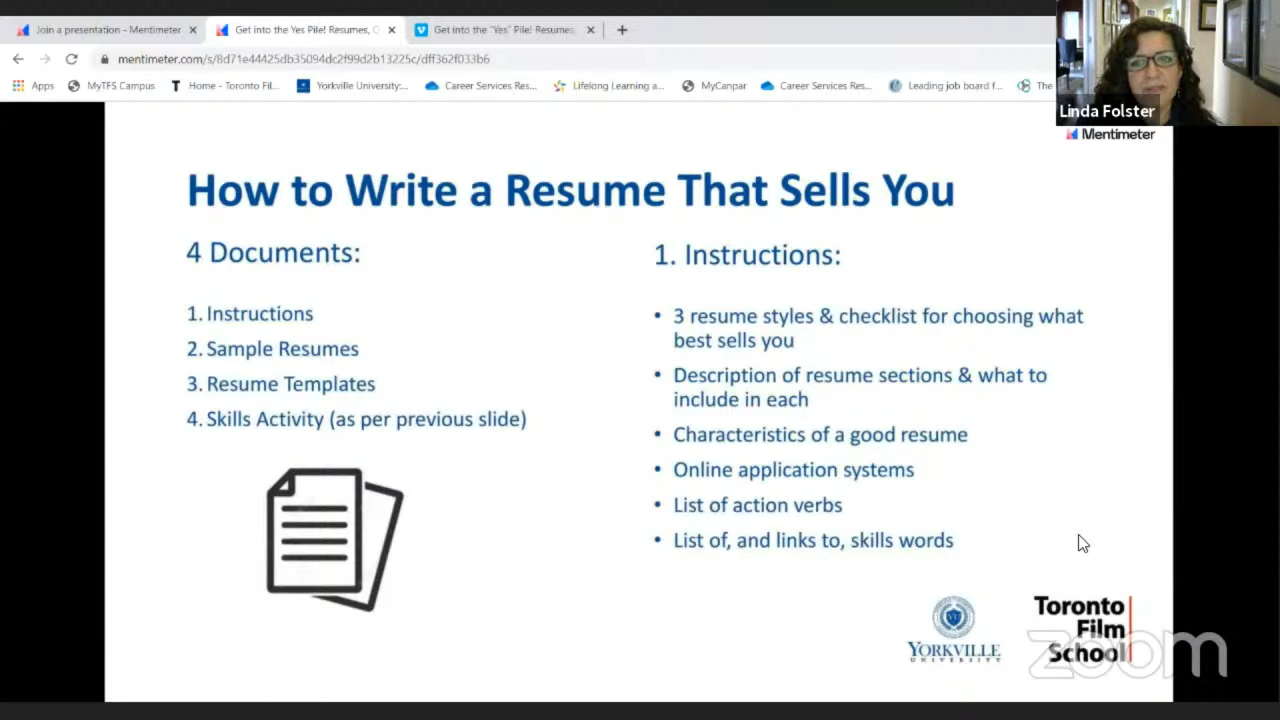 Join a presentation - Mentimeter
Get into the Yes Pile! Resumes, C
Get into the "Yes" Pile! Resumes,
mentimeter.com/s/8d71e44425db35094dc2f99d2b13225c/dff362f033b6
Apps
MyTFS Campus
Home - Toronto Fil...
Yorkville University:...
Career Services Res...
Lifelong Learning a...
MyCanpar
Career Services Res...
Leading job board f...
The
Linda Folster
Mentimeter
How to Write a Resume That Sells You
4 Documents:
1. Instructions
2. Sample Resumes
3. Resume Templates
4. Skills Activity (as per previous slide)
1. Instructions:
• 3 resume styles & checklist for choosing what
best sells you
• Description of resume sections & what to
include in each
• Characteristics of a good resume
• Online application systems
• List of action verbs
• List of, and links to, skills words
YORKVILLE
UNIVERSITY
Toronto
Film
School
zoom